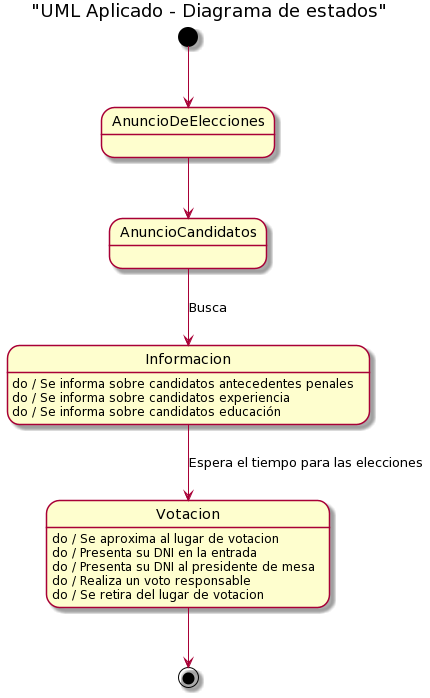 "UML Aplicado - Diagrama de estados"
AnuncioDeElecciones
AnuncioCandidatos
Busca
Informacion
do / Se informa sobre candidatos antecedentes penales
do / Se informa sobre candidatos experiencia
do / Se informa sobre candidatos educación
Espera el tiempo para las elecciones
Votacion
do / Se aproxima al lugar de votacion
do / Presenta su DNI en la entrada
do / Presenta su DNI al presidente de mesa
do / Realiza un voto responsable
do / Se retira del lugar de votacion